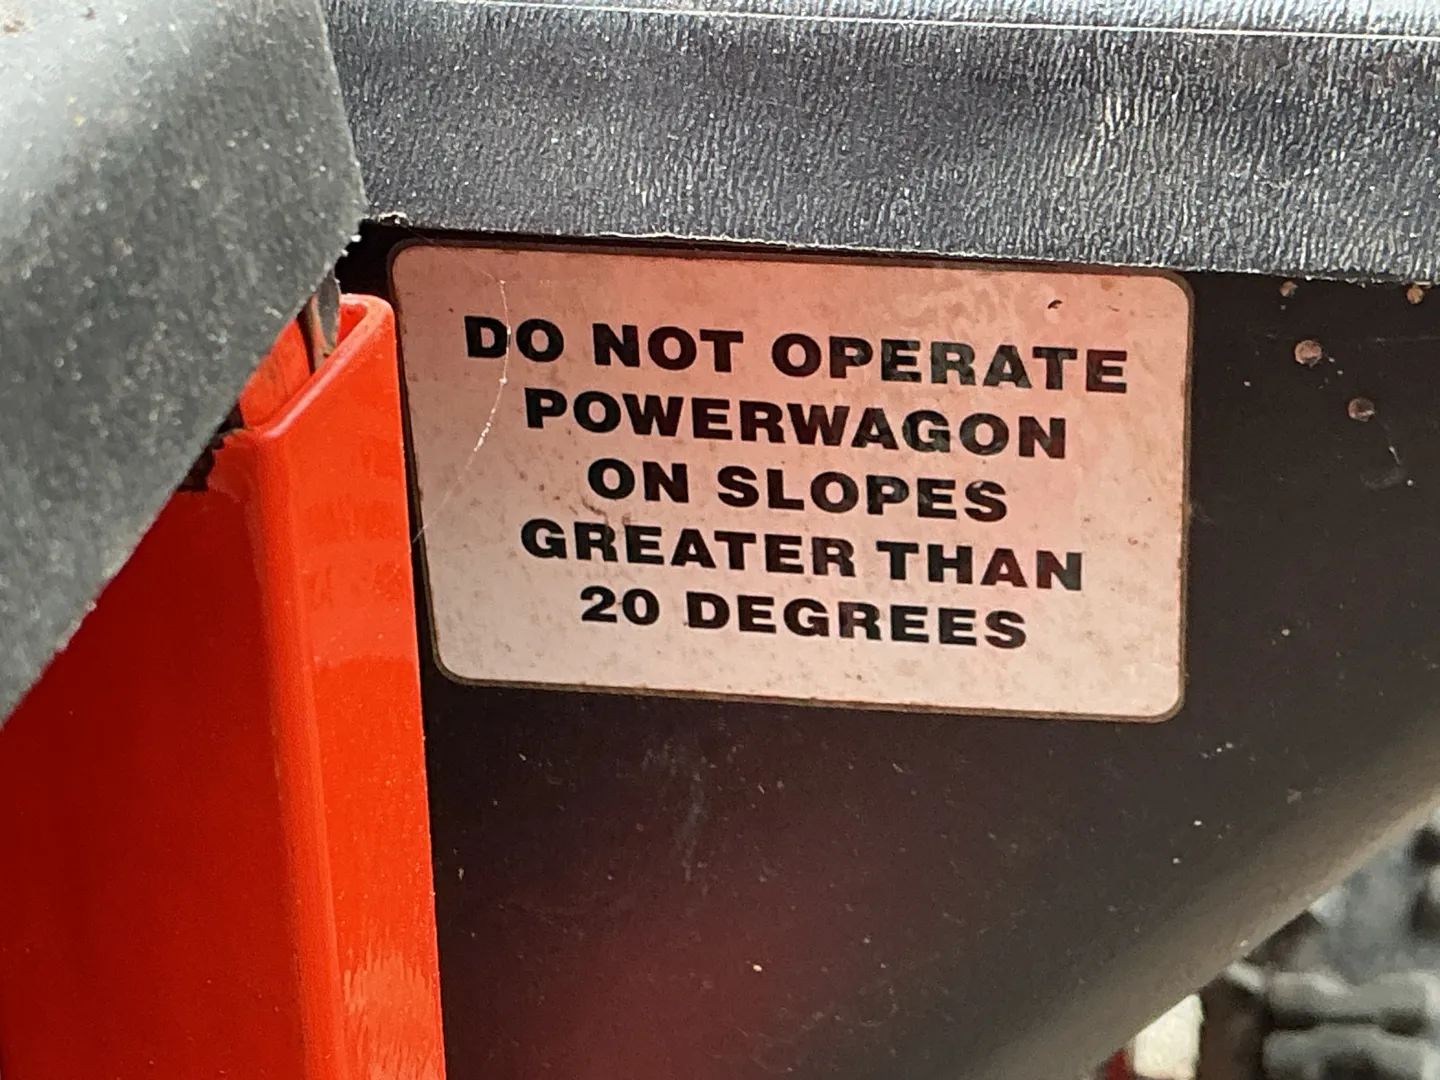 DO NOT OPERATE
POWERWAGON
ON SLOPES
GREATER THAN
20 DEGREES